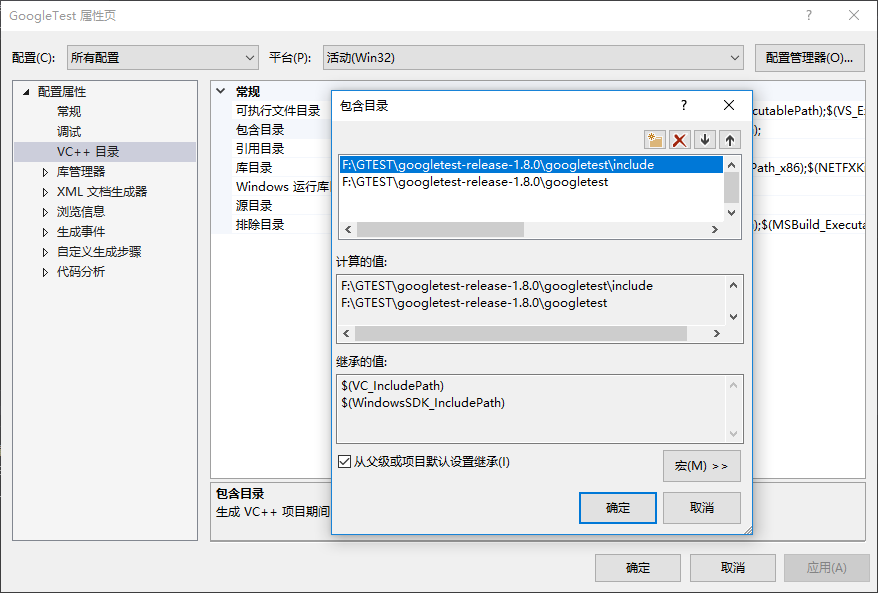 GoogleTest 属性页
配置(C): 所有配置 平台(P): 活动(Win32) 配置管理器(O)...
配置属性
常规
调试
VC++ 目录
库管理器
XML 文档生成器
浏览信息
生成事件
自定义生成步骤
代码分析
常规
可执行文件目录
包含目录
引用目录
库目录
Windows 运行库
源目录
排除目录
cutablePath);$(VS_E
);
Path_x86);$(NETFXK
);$(MSBuild_Executa
包含目录
F:\GTEST\googletest-release-1.8.0\googletest\include
F:\GTEST\googletest-release-1.8.0\googletest
计算的值:
F:\GTEST\googletest-release-1.8.0\googletest\include
F:\GTEST\googletest-release-1.8.0\googletest
继承的值:
$(VC_IncludePath)
$(WindowsSDK_IncludePath)
从父级或项目默认设置继承(I)
宏(M) >>
确定 取消
包含目录
生成 VC++ 项目期间
确定 取消 应用(A)